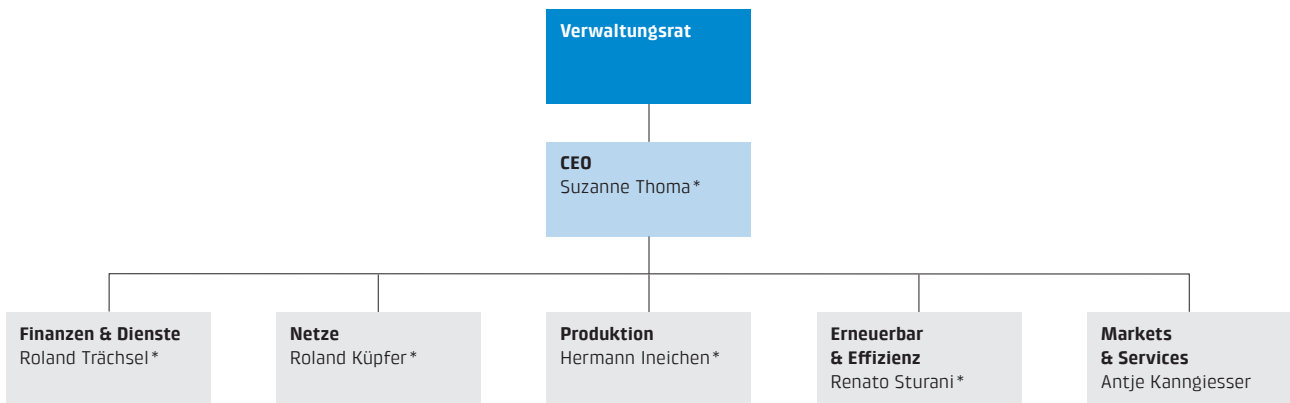 Verwaltungsrat
CEO
Suzanne Thoma*
Finanzen & Dienste
Roland Trächsel*
Netze
Roland Küpfer*
Produktion
Hermann Ineichen*
Erneuerbar
& Effizienz
Renato Sturani*
Markets
& Services
Antje Kanngiesser